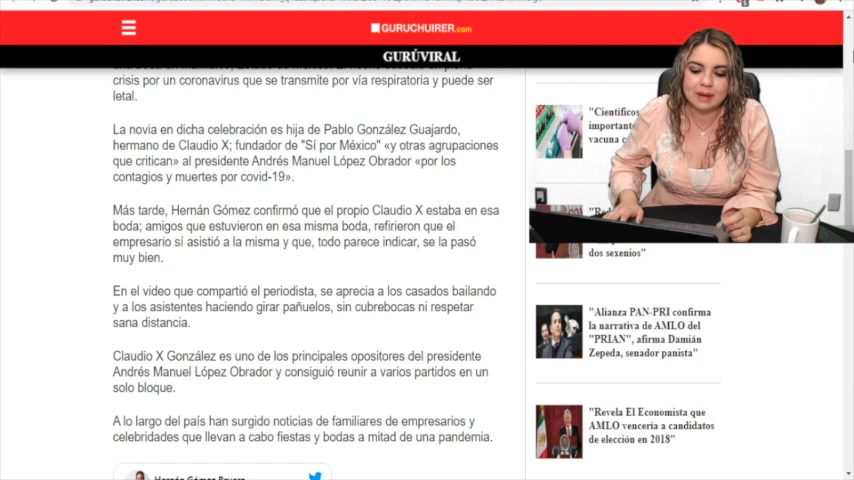 GURUCHUIRER.com
GURÚVIRAL
crisis por un coronavirus que se transmite por vía respiratoria y puede ser
letal.
La novia en dicha celebración es hija de Pablo González Guajardo,
hermano de Claudio X; fundador de "Sí por México" «y otras agrupaciones
que critican» al presidente Andrés Manuel López Obrador «por los
contagios y muertes por covid-19».
Más tarde, Hernán Gómez confirmó que el propio Claudio X estaba en esa
boda; amigos que estuvieron en esa misma boda, refirieron que el
empresario sí asistió a la misma y que, todo parece indicar, se la pasó
muy bien.
En el video que compartió el periodista, se aprecia a los casados bailando
y a los asistentes haciendo girar pañuelos, sin cubrebocas ni respetar
sana distancia.
Claudio X González es uno de los principales opositores del presidente
Andrés Manuel López Obrador y consiguió reunir a varios partidos en un
solo bloque.
A lo largo del país han surgido noticias de familiares de empresarios y
celebridades que llevan a cabo fiestas y bodas a mitad de una pandemia.
Hernán Gómez
"Científicos
importante
vacuna
dos sexenios"
"Alianza PAN-PRI confirma
la narrativa de AMLO del
"PRIAN", afirma Damián
Zepeda, senador panista"
"Revela El Economista que
AMLO vencería a candidatos
de elección en 2018"